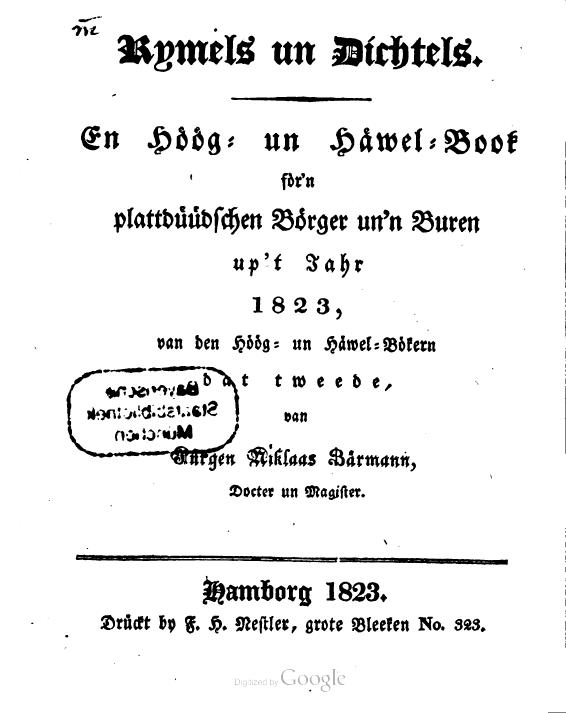 Rymels un Dichtels.
En Höög- un Häwel-Book
för'n
plattdüüdschen Börger un'n Buren
up't Jahr
1823,
van den Höög- un Häwel-Bökern
dat tweede,
van
Jürgen Niklaas Bärmann,
Docter un Magister.
Bayerische
Staatsbibliothek
München
Hamborg 1823.
Drückt by F. H. Nestler, grote Bleeken No. 323.
Digitized by Google